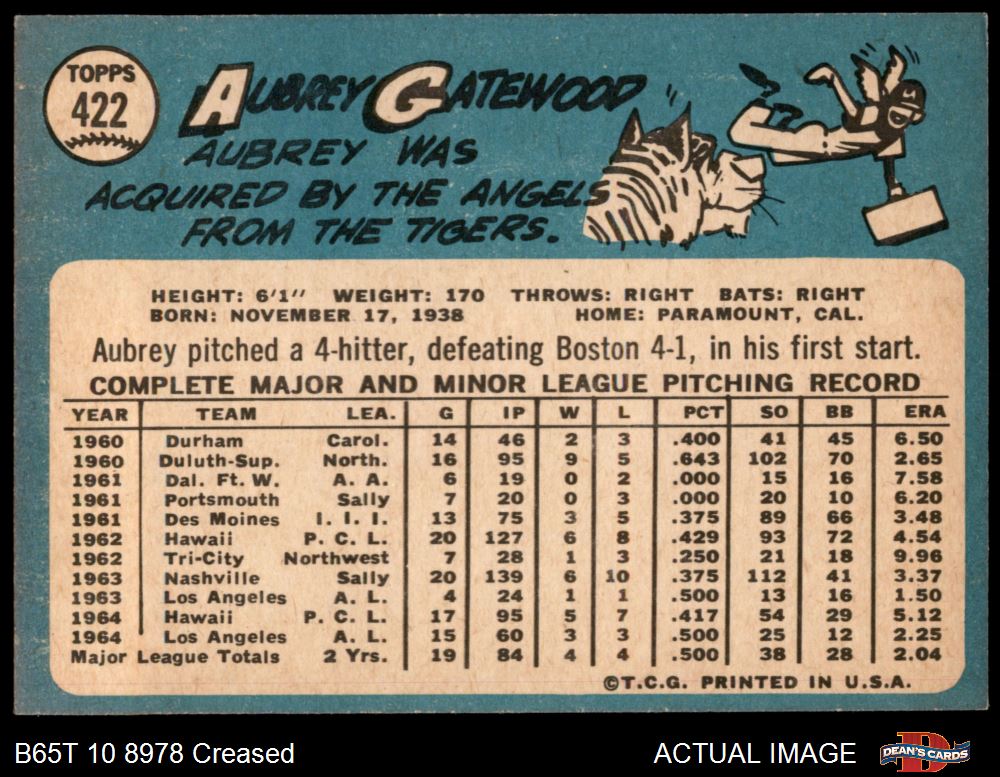 TOPPS
422
AUBREY GATEWOOD
AUBREY WAS
ACQUIRED BY THE ANGELS
FROM THE TIGERS.
HEIGHT: 6'1" WEIGHT: 170 THROWS: RIGHT BATS: RIGHT
BORN: NOVEMBER 17, 1938 HOME: PARAMOUNT, CAL.
Aubrey pitched a 4-hitter, defeating Boston 4-1, in his first start.
COMPLETE MAJOR AND MINOR LEAGUE PITCHING RECORD
YEAR TEAM LEA. G IP W L PCT SO BB ERA
1960 Durham Carol. 14 46 2 3 .400 41 45 6.50
1960 Duluth-Sup. North. 16 95 9 5 .643 102 70 2.65
1961 Dal. Ft. W. A. A. 6 19 0 2 .000 15 16 7.58
1961 Portsmouth Sally 7 20 0 3 .000 20 10 6.20
1961 Des Moines I. I. I. 13 75 3 5 .375 89 66 3.48
1962 Hawaii P. C. L. 20 127 6 8 .429 93 72 4.54
1962 Tri-City Northwest 7 28 1 3 .250 21 18 9.96
1963 Nashville Sally 20 139 6 10 .375 112 41 3.37
1963 Los Angeles A. L. 4 24 1 1 .500 13 16 1.50
1964 Hawaii P. C. L. 17 95 5 7 .417 54 29 5.12
1964 Los Angeles A. L. 15 60 3 3 .500 25 12 2.25
Major League Totals 2 Yrs. 19 84 4 4 .500 38 28 2.04
©T.C.G. PRINTED IN U.S.A.
B65T 10 8978 Creased ACTUAL IMAGE
DEAN'S CARDS